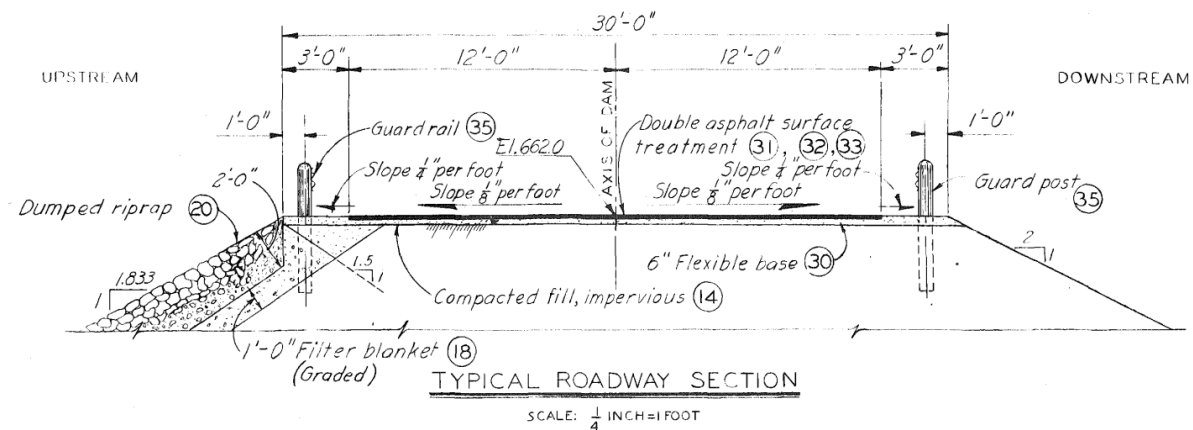 30'-0"
3'-0" 12'-0" 12'-0" 3'-0"
UPSTREAM
DOWNSTREAM
1'-0"
1'-0"
AXIS OF DAM
Guard rail 35
El.662.0
Double asphalt surface
treatment 31, 32, 33
Slope 1/4" per foot
Slope 1/8" per foot
Slope 1/4" per foot
Slope 1/8" per foot
2'-0"
Guard post 35
Dumped riprap 20
1.833
1
1.5
1
2
1
6" Flexible base 30
Compacted fill, impervious 14
1'-0" Filter blanket 18
(Graded)
TYPICAL ROADWAY SECTION
SCALE: 1/4 INCH=1 FOOT